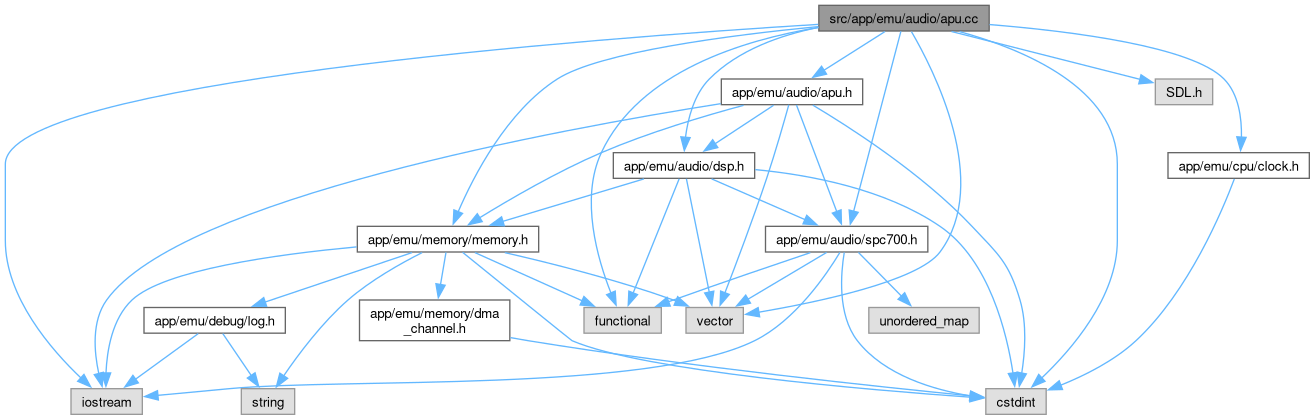 src/app/emu/audio/apu.cc
app/emu/audio/apu.h
SDL.h
app/emu/audio/dsp.h
app/emu/cpu/clock.h
app/emu/memory/memory.h
app/emu/audio/spc700.h
app/emu/debug/log.h
app/emu/memory/dma
_channel.h
functional
vector
unordered_map
iostream
string
cstdint